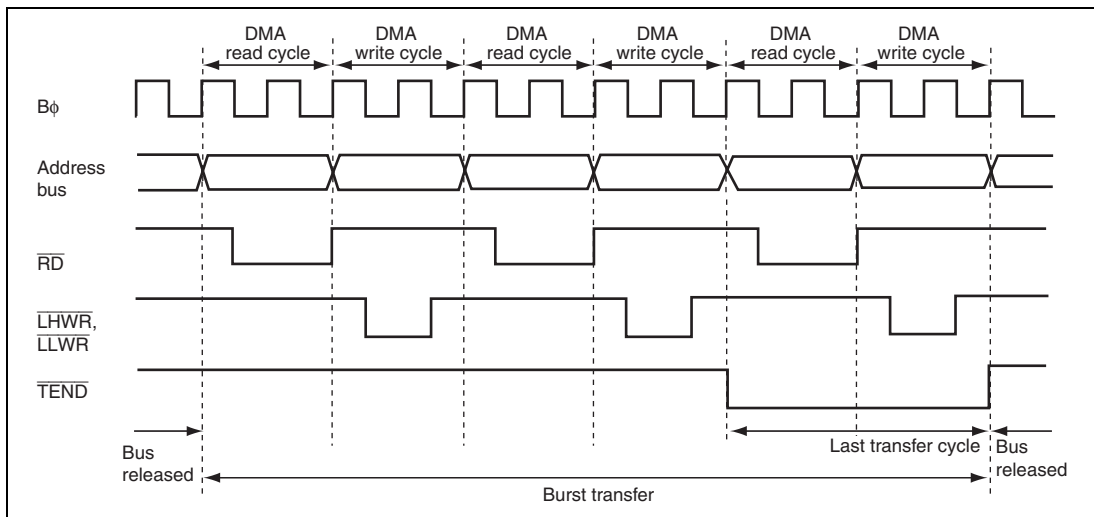 DMA
read cycle
DMA
write cycle
DMA
read cycle
DMA
write cycle
DMA
read cycle
DMA
write cycle
Bϕ
Address
bus
RD
LHWR,
LLWR
TEND
Bus
released
Last transfer cycle
Bus
released
Burst transfer